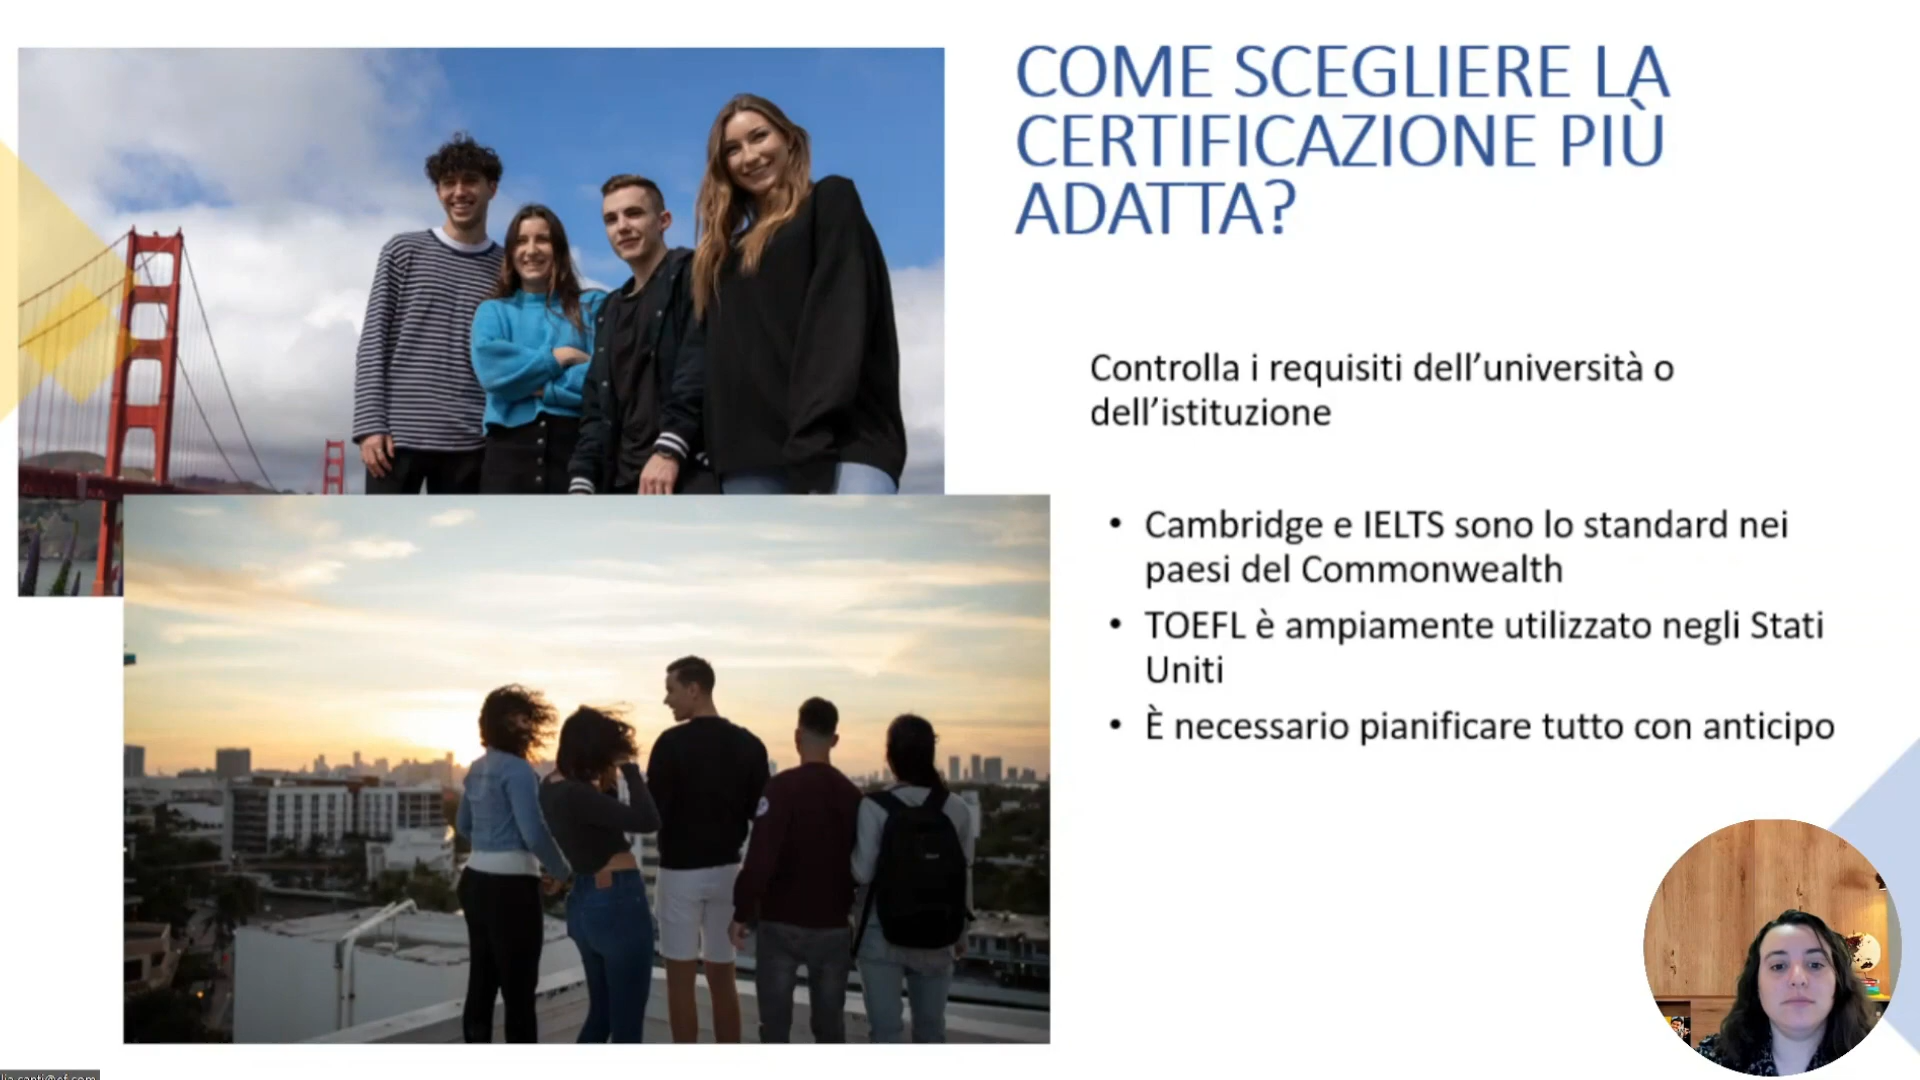 COME SCEGLIERE LA
CERTIFICAZIONE PIÙ
ADATTA?
Controlla i requisiti dell’università o
dell’istituzione
• Cambridge e IELTS sono lo standard nei
paesi del Commonwealth
• TOEFL è ampiamente utilizzato negli Stati
Uniti
• È necessario pianificare tutto con anticipo